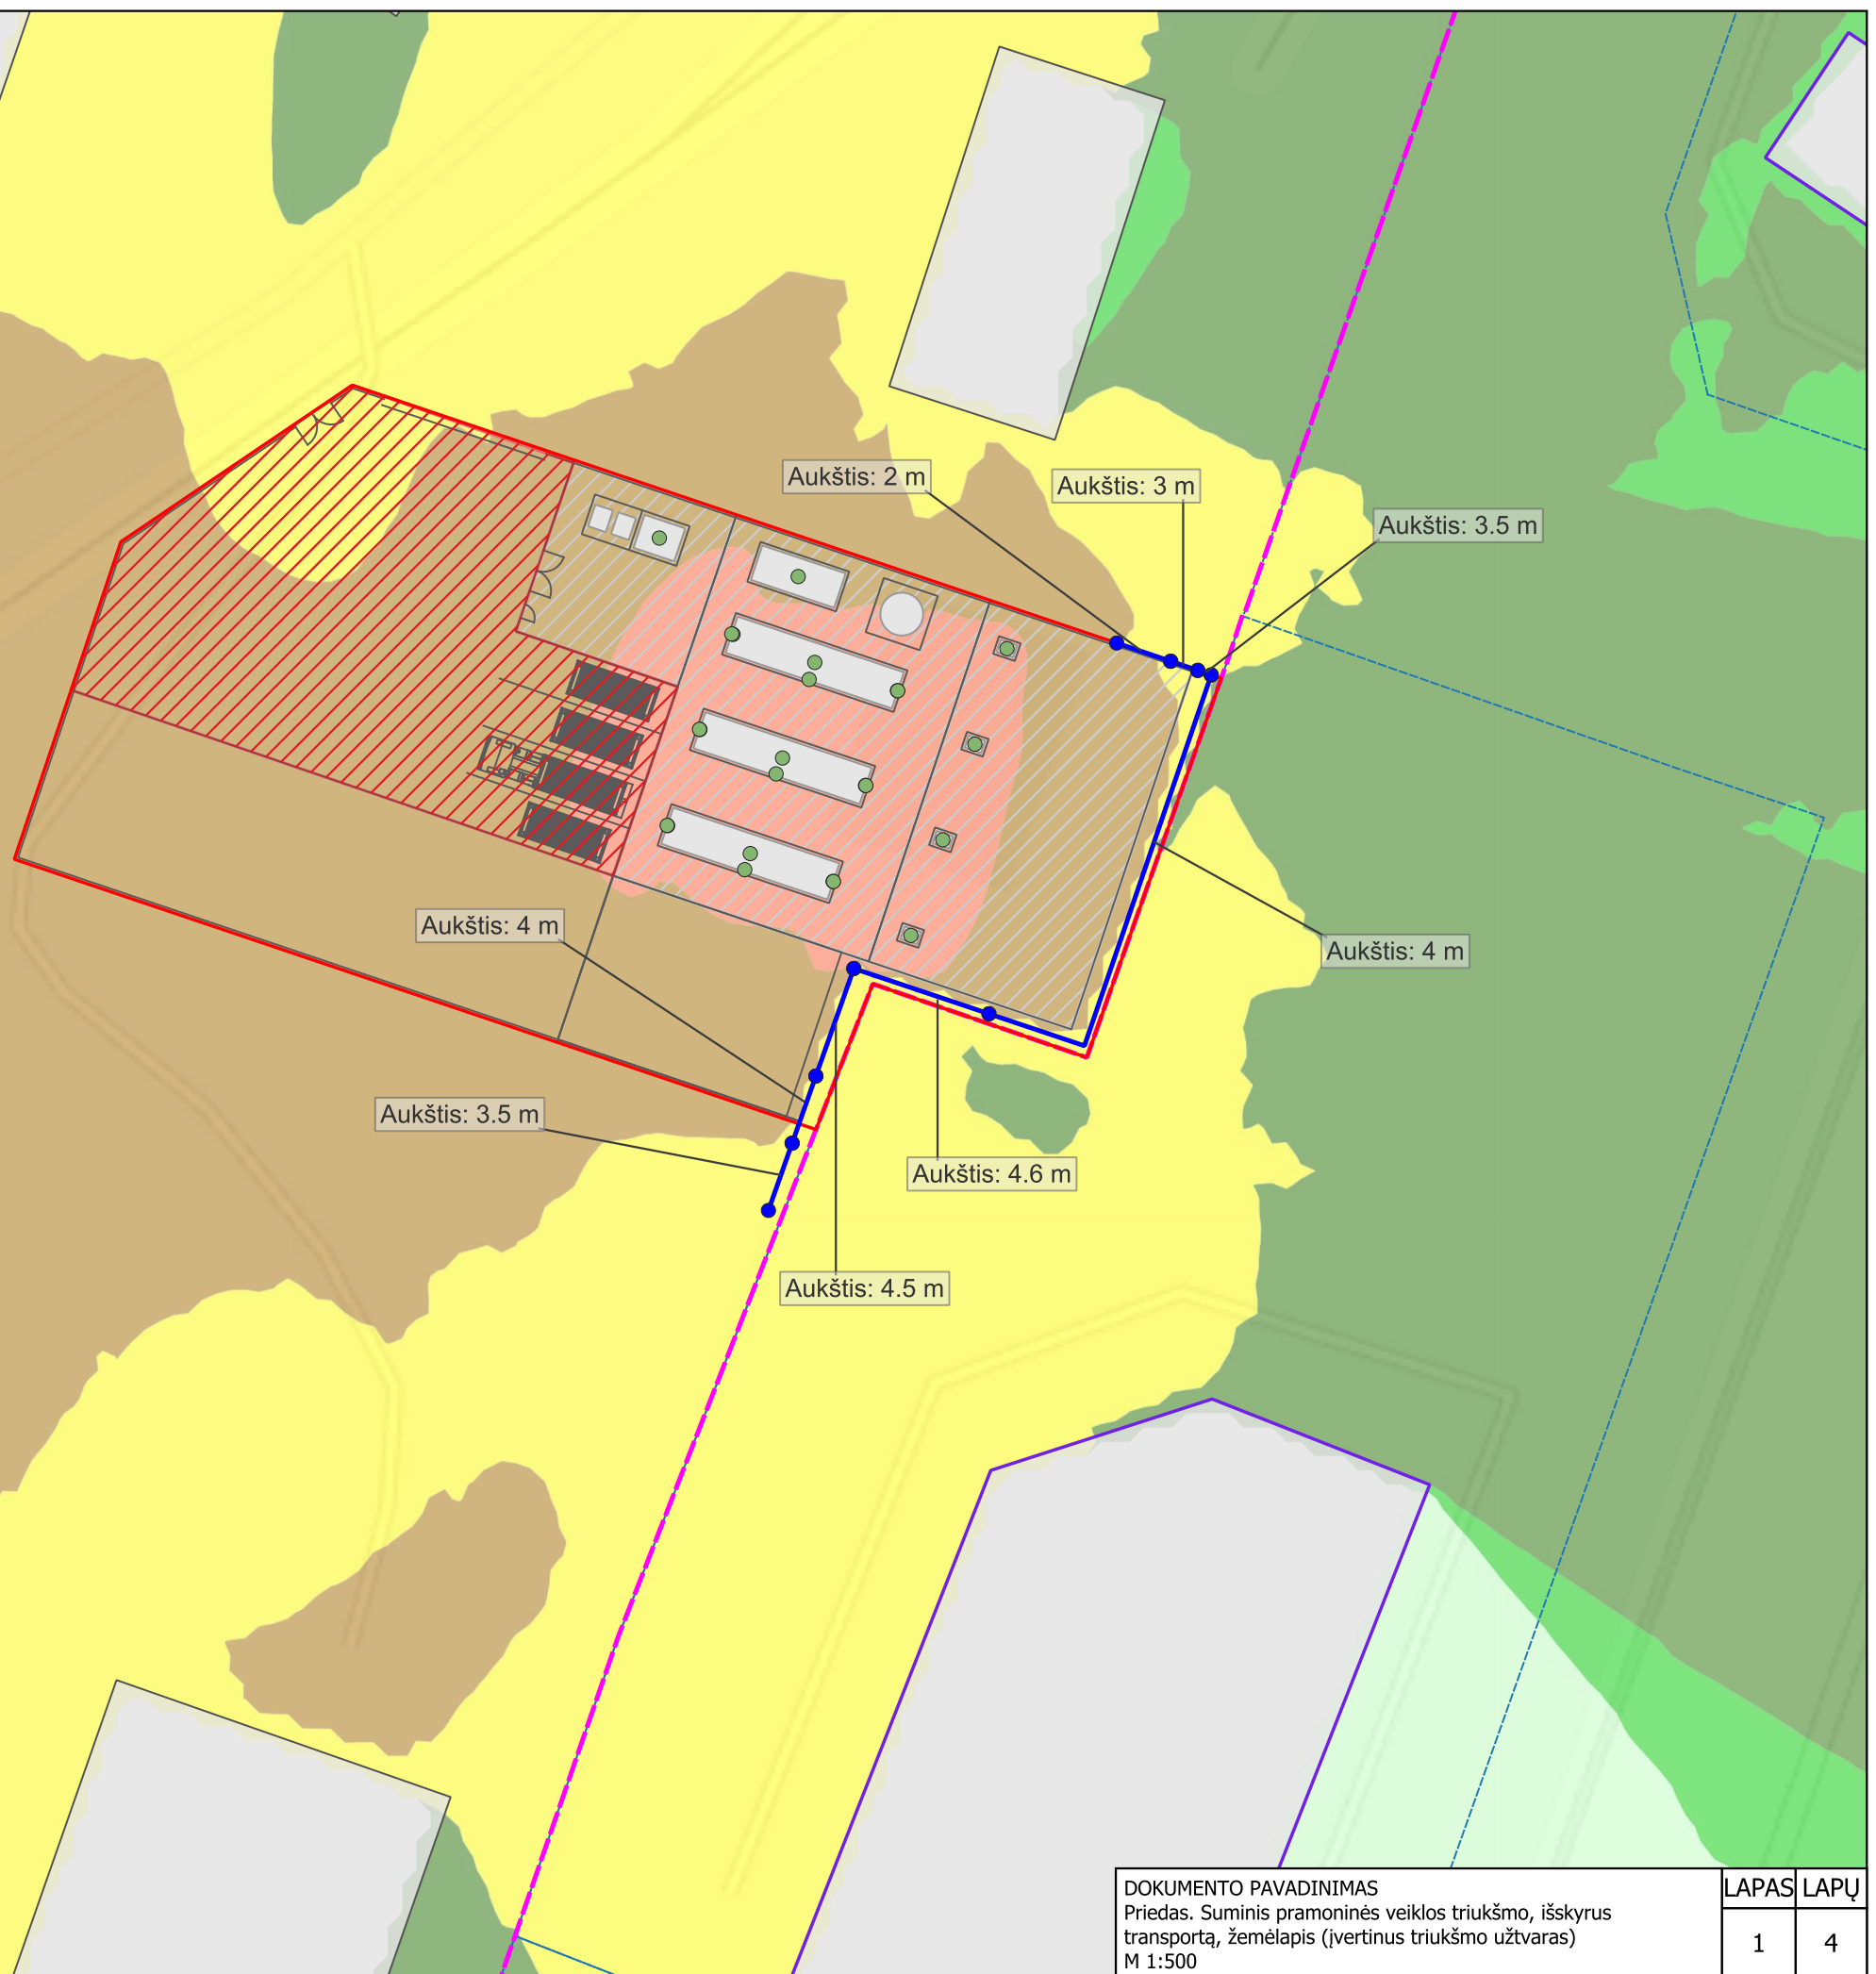 Aukštis: 2 m
Aukštis: 3 m
Aukštis: 3.5 m
Aukštis: 4 m
Aukštis: 4 m
Aukštis: 3.5 m
Aukštis: 4.6 m
Aukštis: 4.5 m
DOKUMENTO PAVADINIMAS
Priedas. Suminis pramoninės veiklos triukšmo, išskyrus
transportą, žemėlapis (įvertinus triukšmo užtvaras)
M 1:500
LAPAS
LAPŲ
1
4